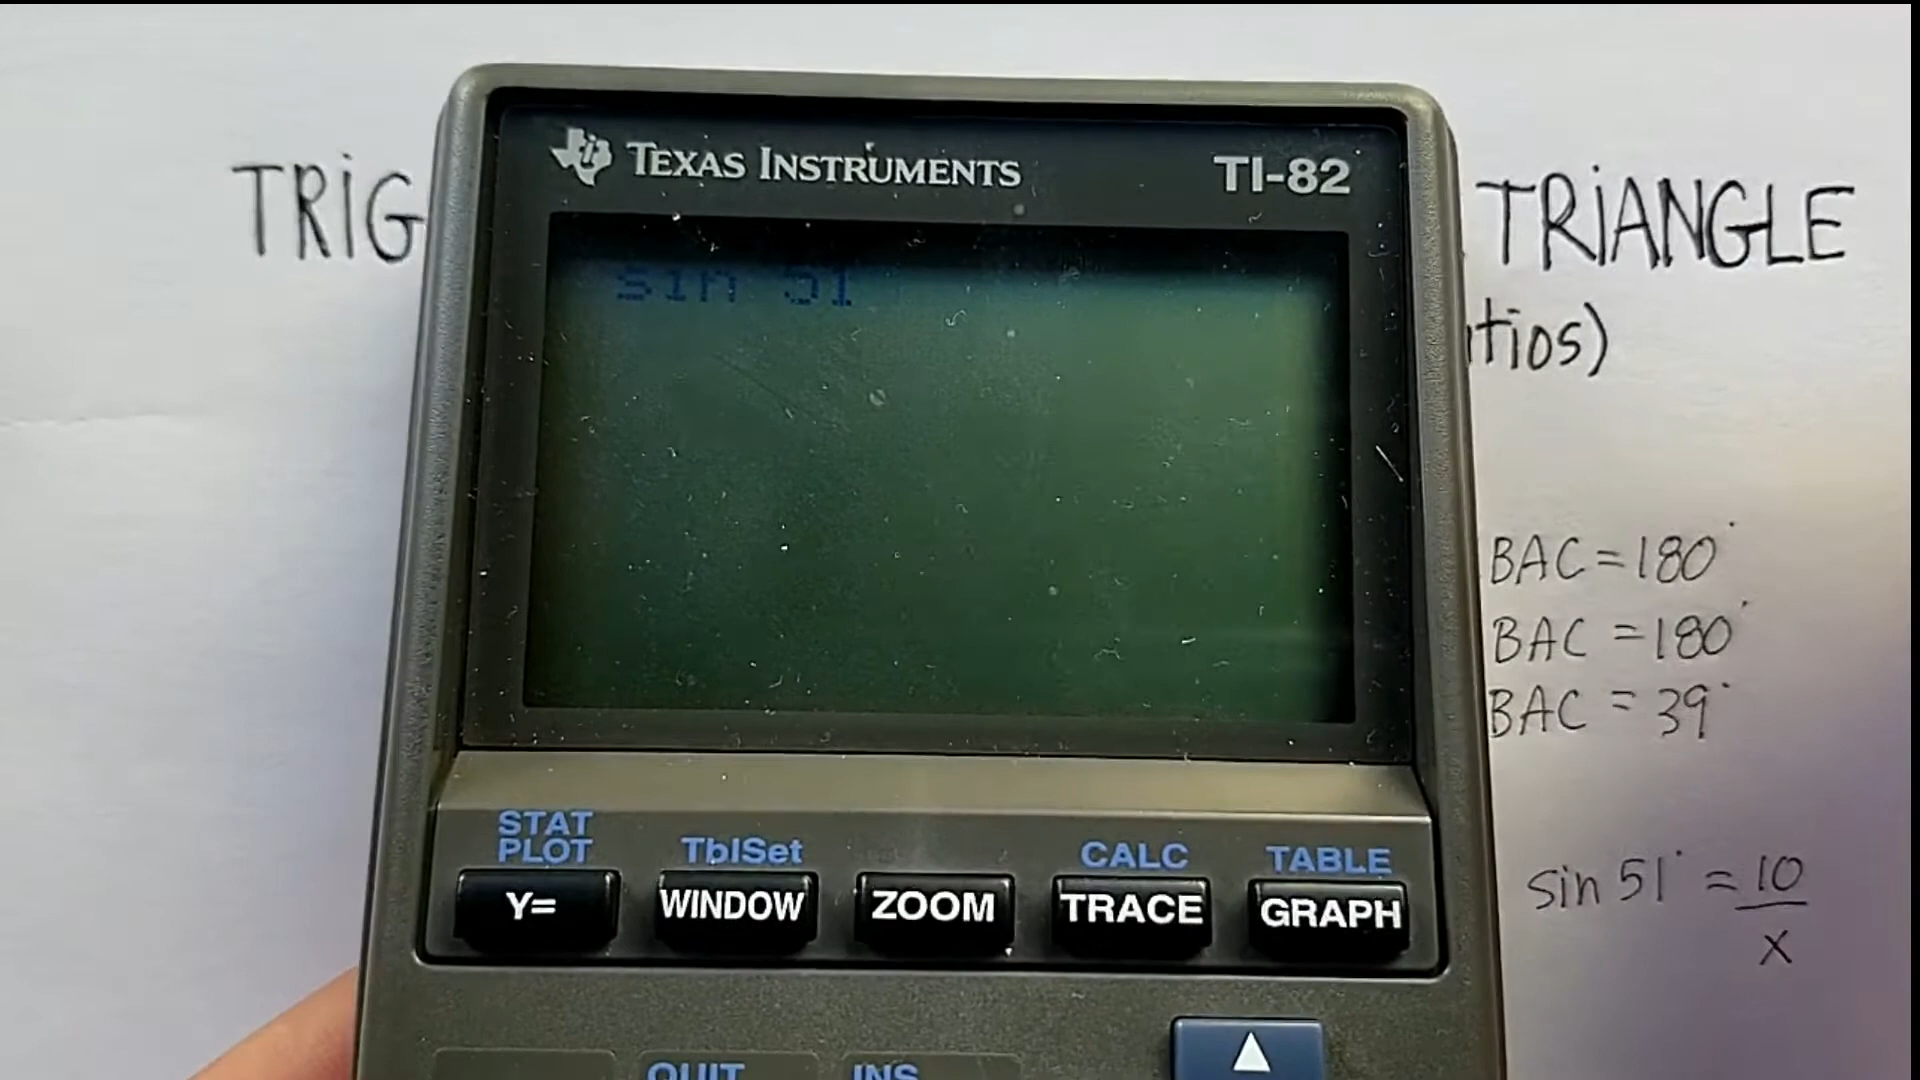 TEXAS INSTRUMENTS TI-82
TRIG TRIANGLE
tios)
sin 51
BAC = 180°
BAC = 180°
BAC = 39°
sin 51° = 10
x
STAT PLOT TblSet CALC TABLE
Y= WINDOW ZOOM TRACE GRAPH
QUIT INS